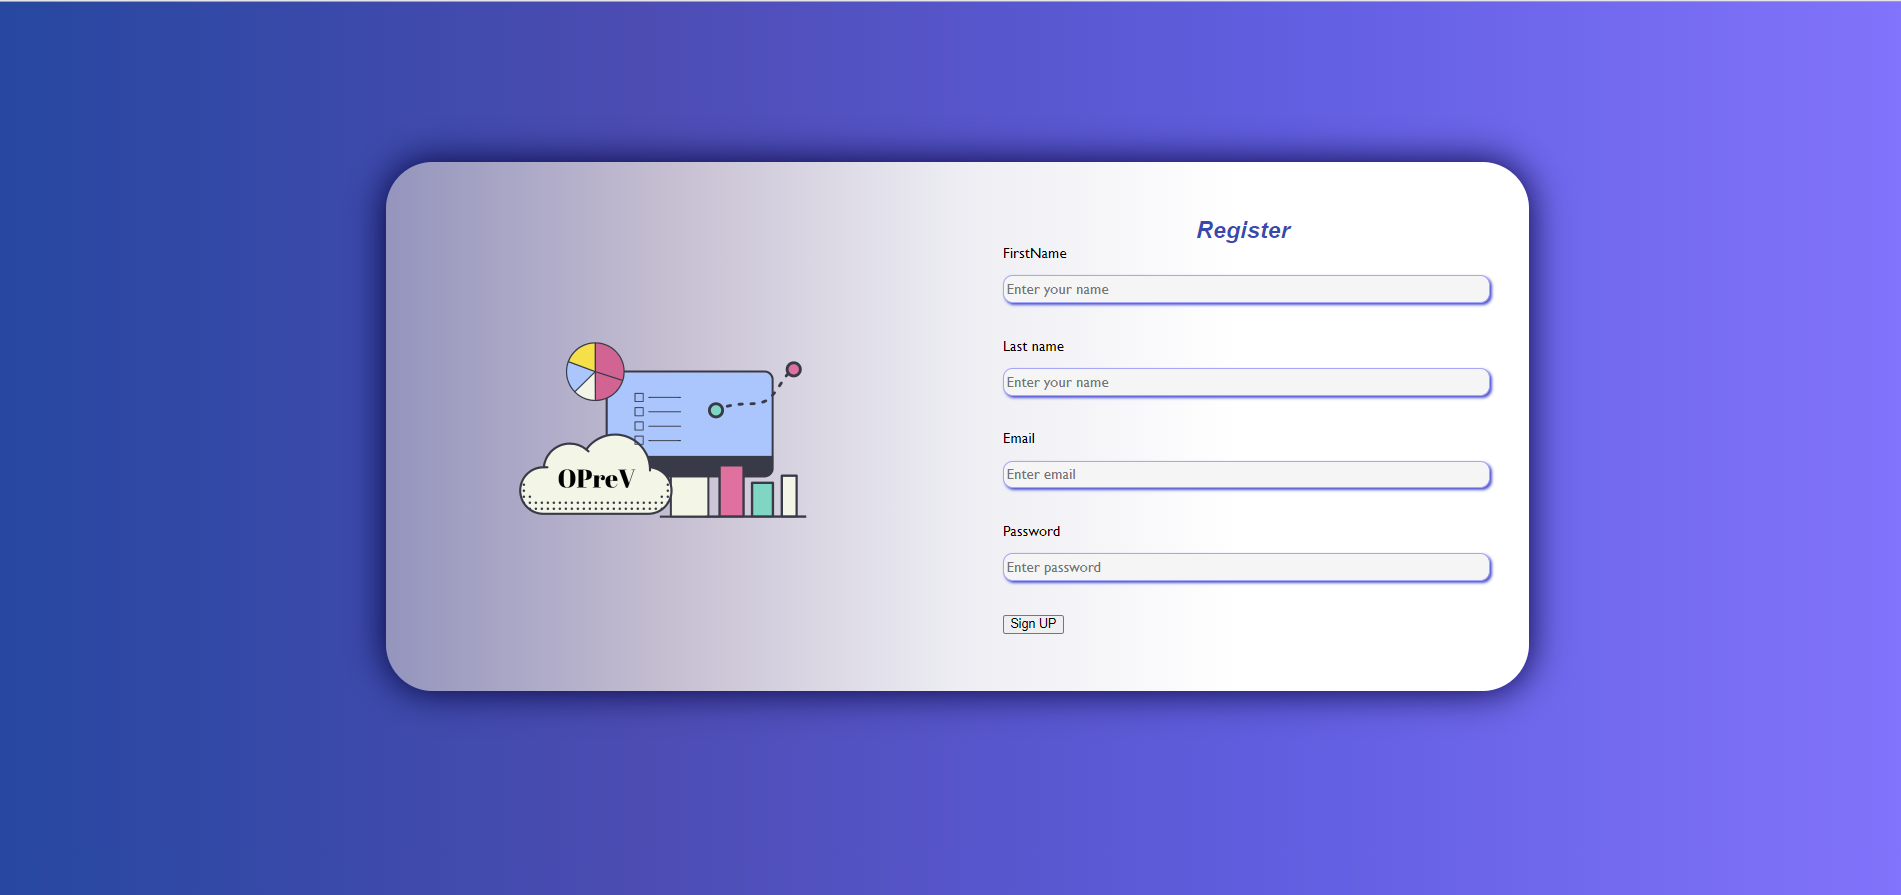 OPreV
Register
FirstName
Enter your name
Last name
Enter your name
Email
Enter email
Password
Enter password
Sign UP